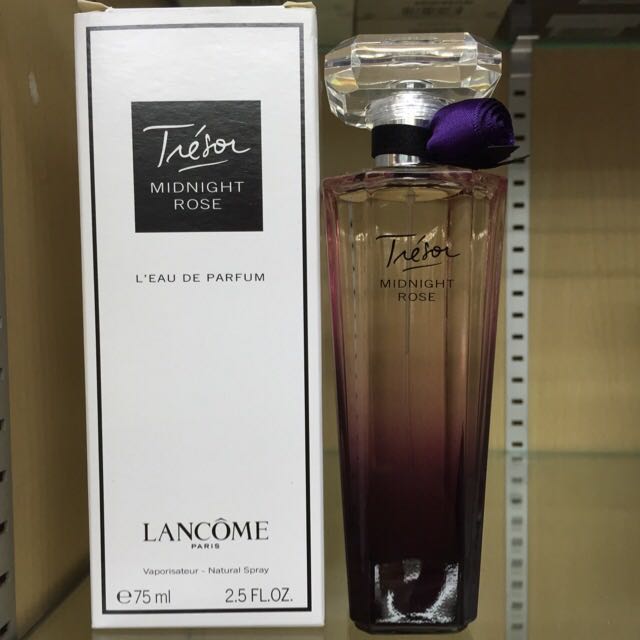 Trésor
MIDNIGHT
ROSE
L'EAU DE PARFUM
LANCÔME
PARIS
Vaporisateur - Natural Spray
℮75 ml 2.5 FL.OZ.
Trésor
MIDNIGHT
ROSE